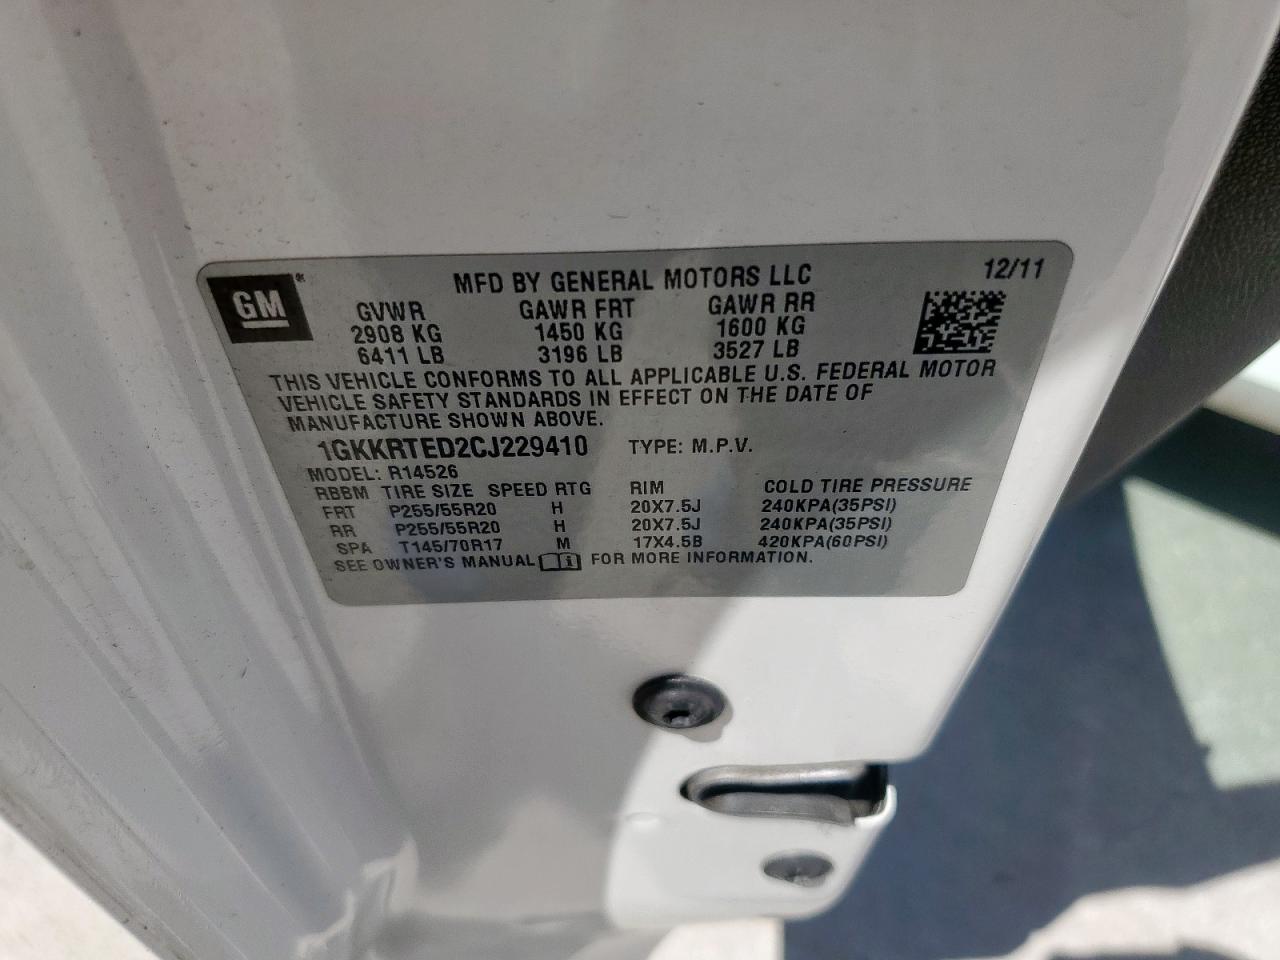 GM
MFD BY GENERAL MOTORS LLC 12/11
GVWR GAWR FRT GAWR RR
2908 KG 1450 KG 1600 KG
6411 LB 3196 LB 3527 LB
THIS VEHICLE CONFORMS TO ALL APPLICABLE U.S. FEDERAL MOTOR
VEHICLE SAFETY STANDARDS IN EFFECT ON THE DATE OF
MANUFACTURE SHOWN ABOVE.
1GKKRTED2CJ229410 TYPE: M.P.V.
MODEL: R14526
RBBM TIRE SIZE SPEED RTG RIM COLD TIRE PRESSURE
FRT P255/55R20 H 20X7.5J 240KPA(35PSI)
RR P255/55R20 H 20X7.5J 240KPA(35PSI)
SPA T145/70R17 M 17X4.5B 420KPA(60PSI)
SEE OWNER'S MANUAL FOR MORE INFORMATION.